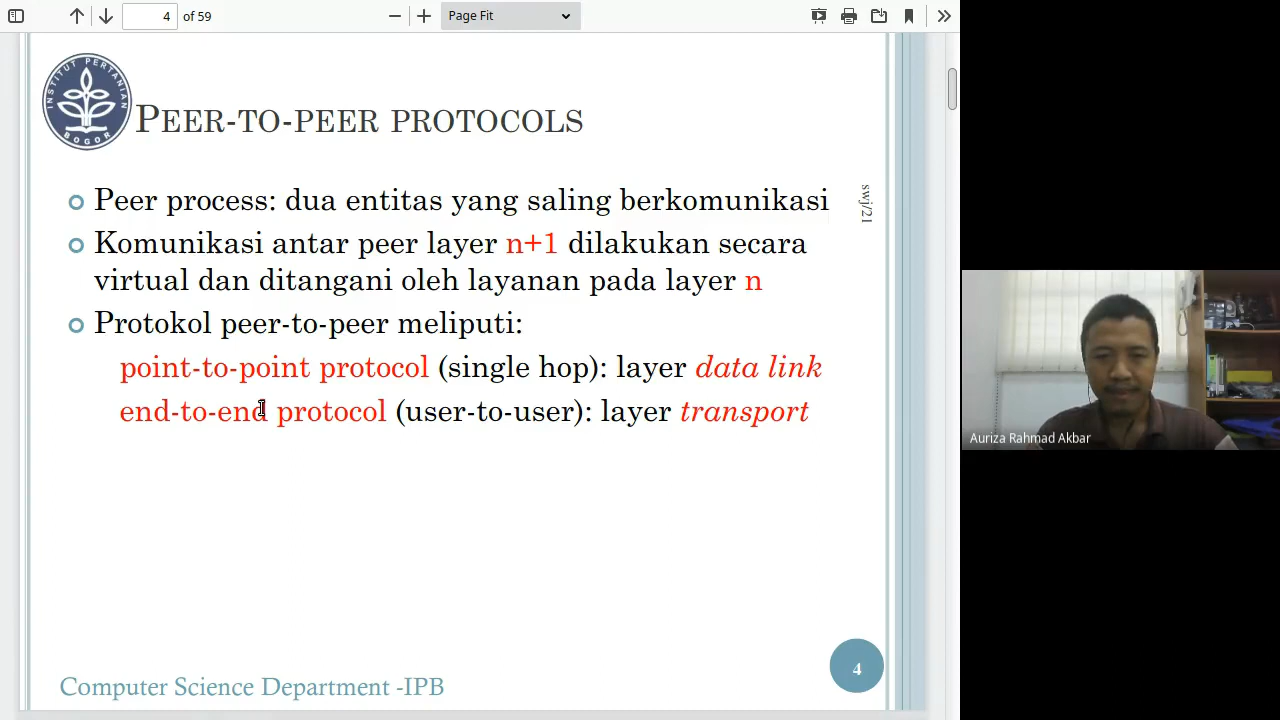 4 of 59
Page Fit
INSTITUT PERTANIAN
BOGOR
PEER-TO-PEER PROTOCOLS
Peer process: dua entitas yang saling berkomunikasi
Komunikasi antar peer layer n+1 dilakukan secara
virtual dan ditangani oleh layanan pada layer n
Protokol peer-to-peer meliputi:
point-to-point protocol (single hop): layer data link
end-to-end protocol (user-to-user): layer transport
swj/21
Auriza Rahmad Akbar
4
Computer Science Department -IPB